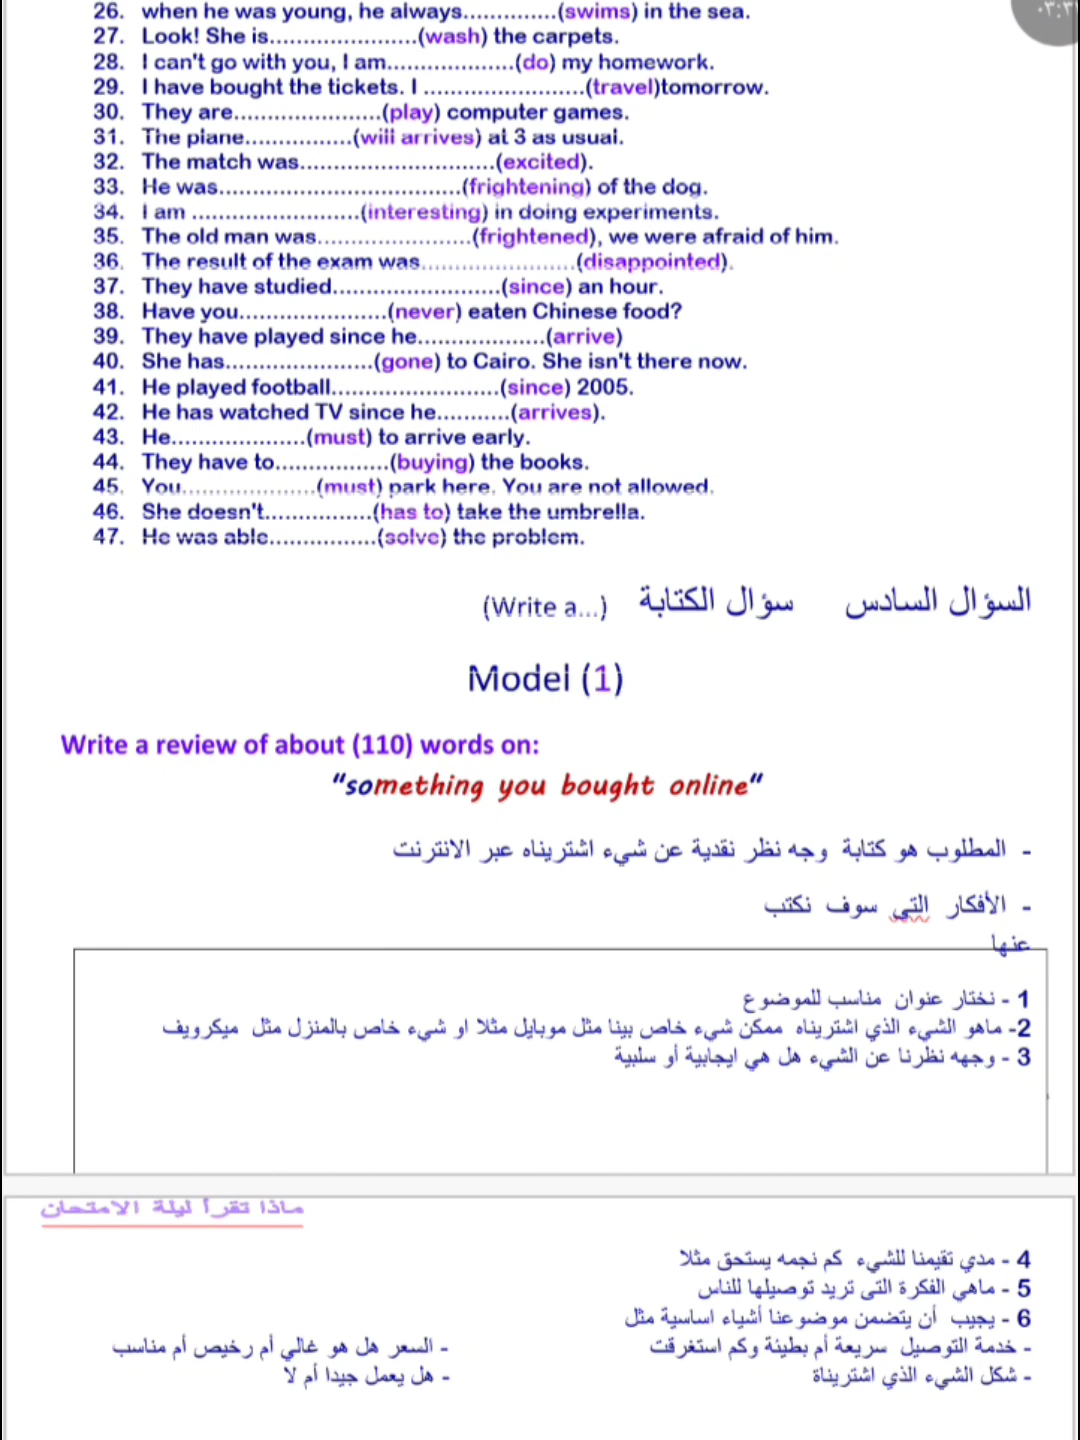 ٠٣:٣
26. when he was young, he always..............(swims) in the sea.
27. Look! She is......................(wash) the carpets.
28. I can't go with you, I am...................(do) my homework.
29. I have bought the tickets. I ........................(travel)tomorrow.
30. They are......................(play) computer games.
31. The plane................(will arrives) at 3 as usual.
32. The match was.............................(excited).
33. He was....................................(frightening) of the dog.
34. I am .........................(interesting) in doing experiments.
35. The old man was.......................(frightened), we were afraid of him.
36. The result of the exam was.......................(disappointed).
37. They have studied.........................(since) an hour.
38. Have you......................(never) eaten Chinese food?
39. They have played since he...................(arrive)
40. She has......................(gone) to Cairo. She isn't there now.
41. He played football.........................(since) 2005.
42. He has watched TV since he...........(arrives).
43. He....................(must) to arrive early.
44. They have to.................(buying) the books.
45. You....................(must) park here. You are not allowed.
46. She doesn't................(has to) take the umbrella.
47. He was able................(solve) the problem.
السؤال السادس سؤال الكتابة (Write a...)
Model (1)
Write a review of about (110) words on:
"something you bought online"
- المطلوب هو كتابة وجه نظر نقدية عن شيء اشتريناه عبر الانترنت
- الأفكار التي سوف نكتب
عنها
1 - نختار عنوان مناسب للموضوع
2- ماهو الشيء الذي اشتريناه ممكن شيء خاص بينا مثل موبايل مثلا او شيء خاص بالمنزل مثل ميكرويف
3 - وجهه نظرنا عن الشيء هل هي ايجابية أو سلبية
ماذا تقرأ ليلة الامتحان
4 - مدي تقيمنا للشيء كم نجمه يستحق مثلا
5 - ماهي الفكرة التى تريد توصيلها للناس
6 - يجيب أن يتضمن موضوعنا أشياء اساسية مثل
- خدمة التوصيل سريعة أم بطيئة وكم استغرقت - السعر هل هو غالي أم رخيص أم مناسب
- شكل الشيء الذي اشتريناة - هل يعمل جيدا أم لا